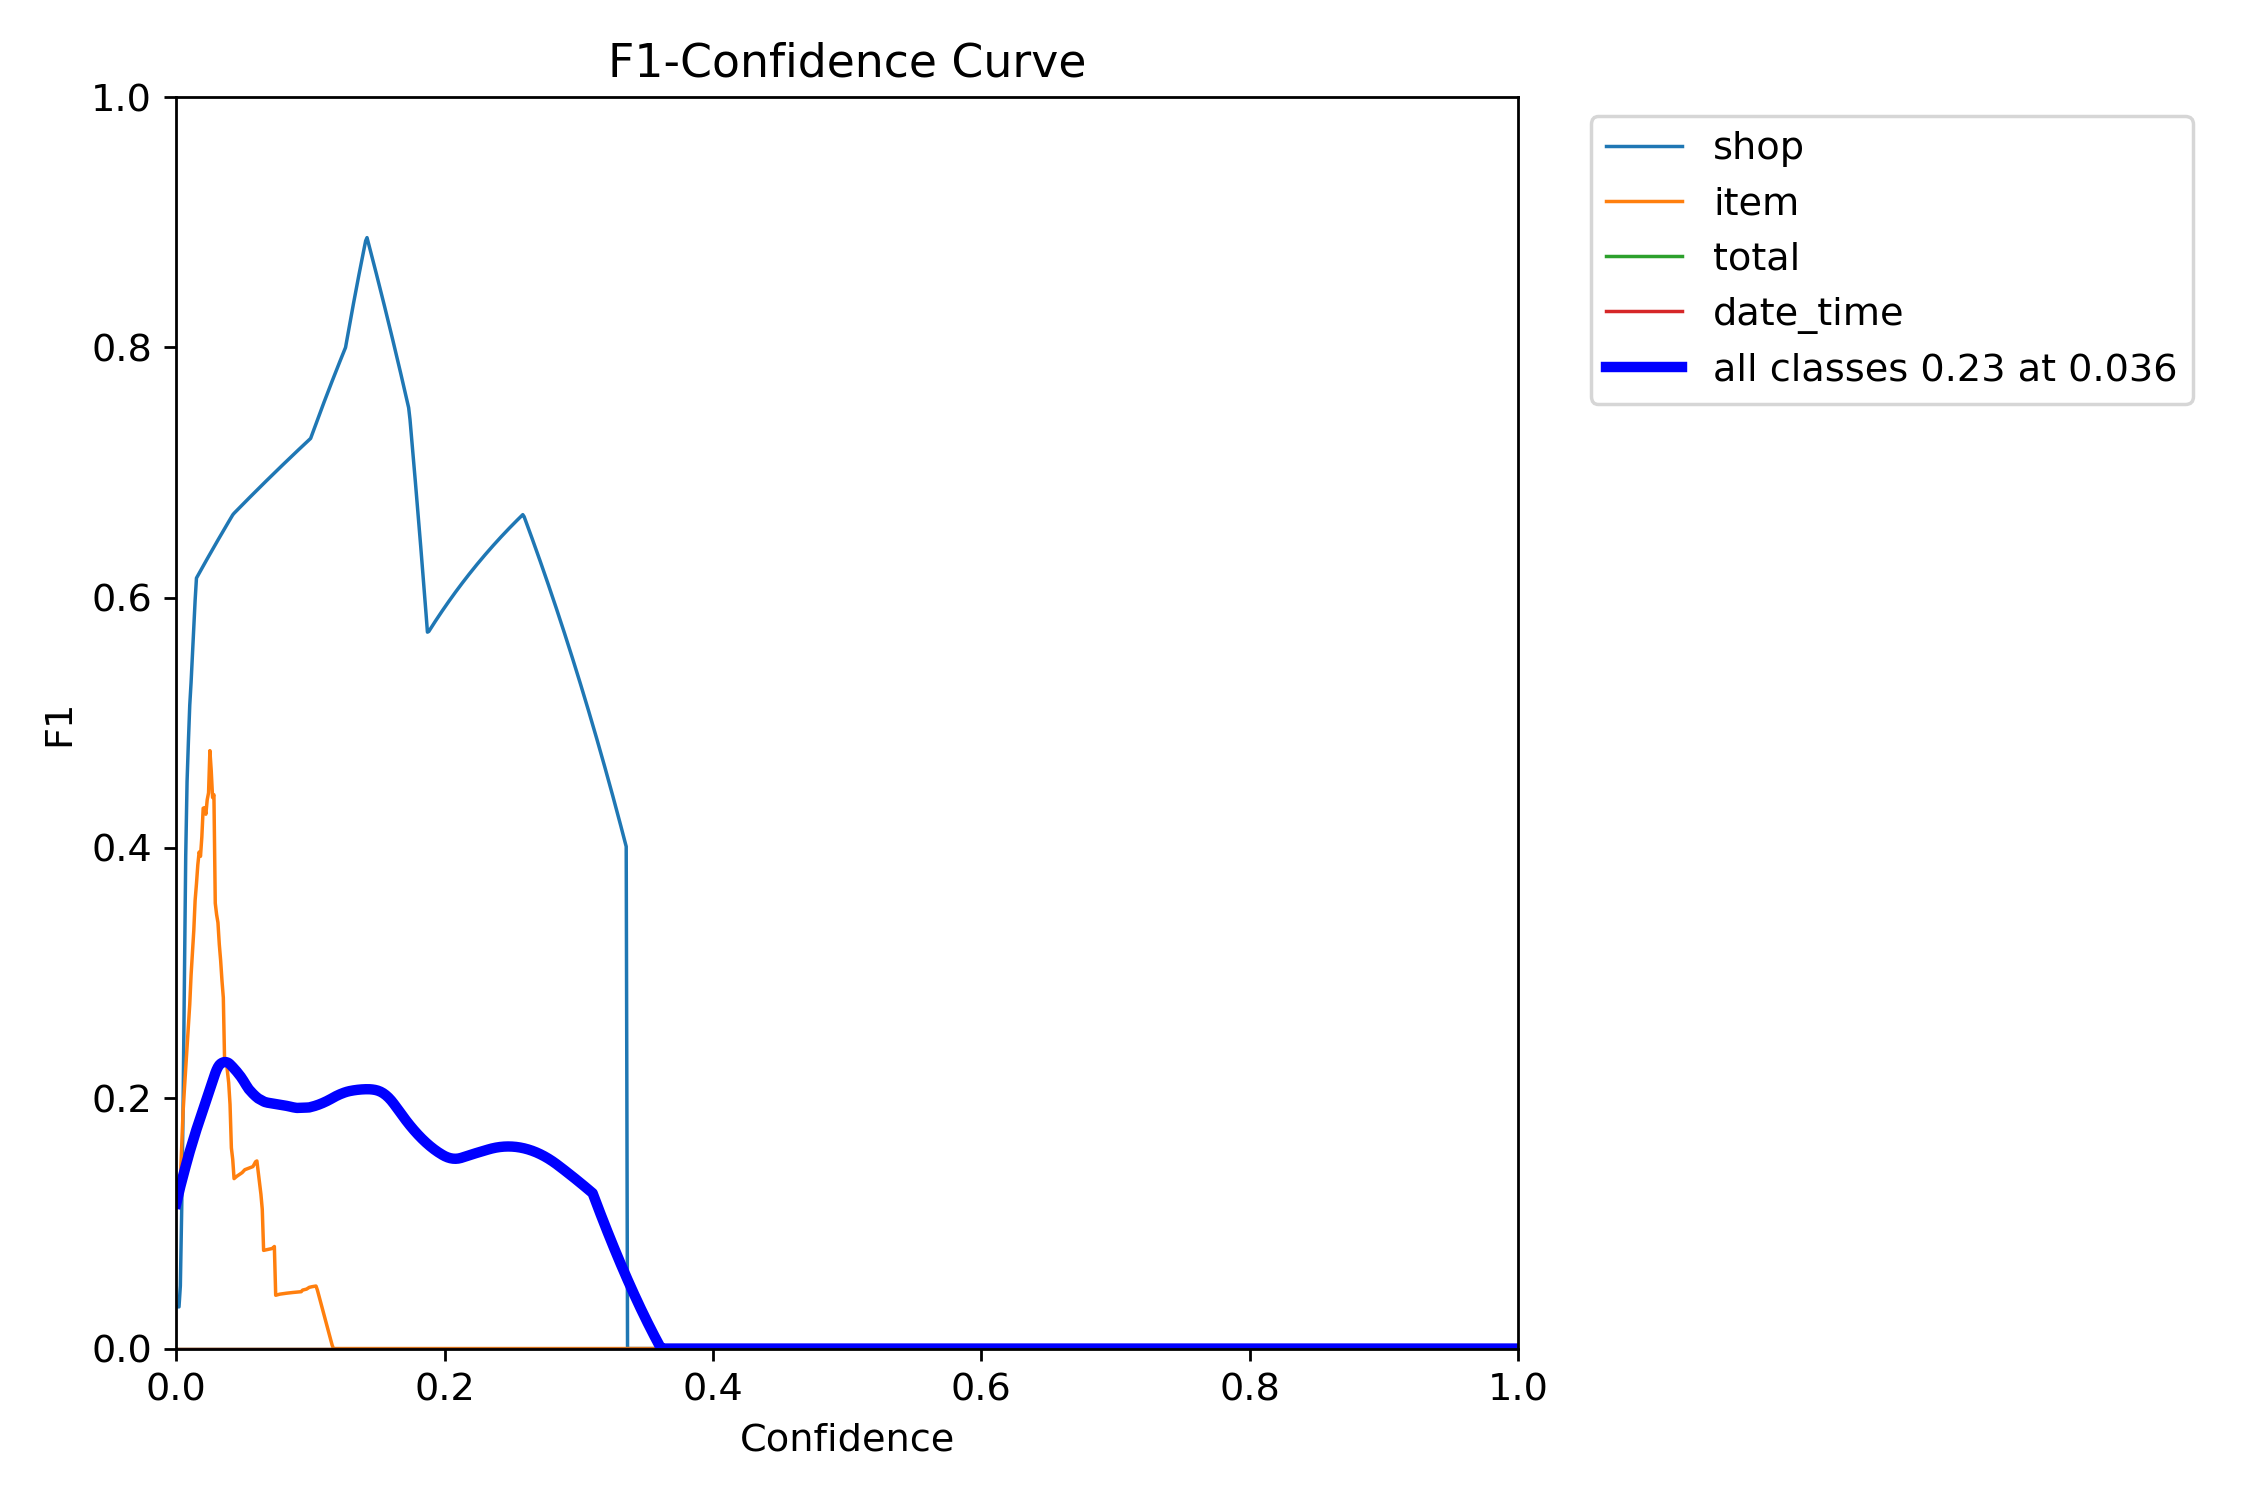 F1-Confidence Curve
1.0
0.8
0.6
0.4
0.2
0.0
F1
0.0 0.2 0.4 0.6 0.8 1.0
Confidence
shop
item
total
date_time
all classes 0.23 at 0.036